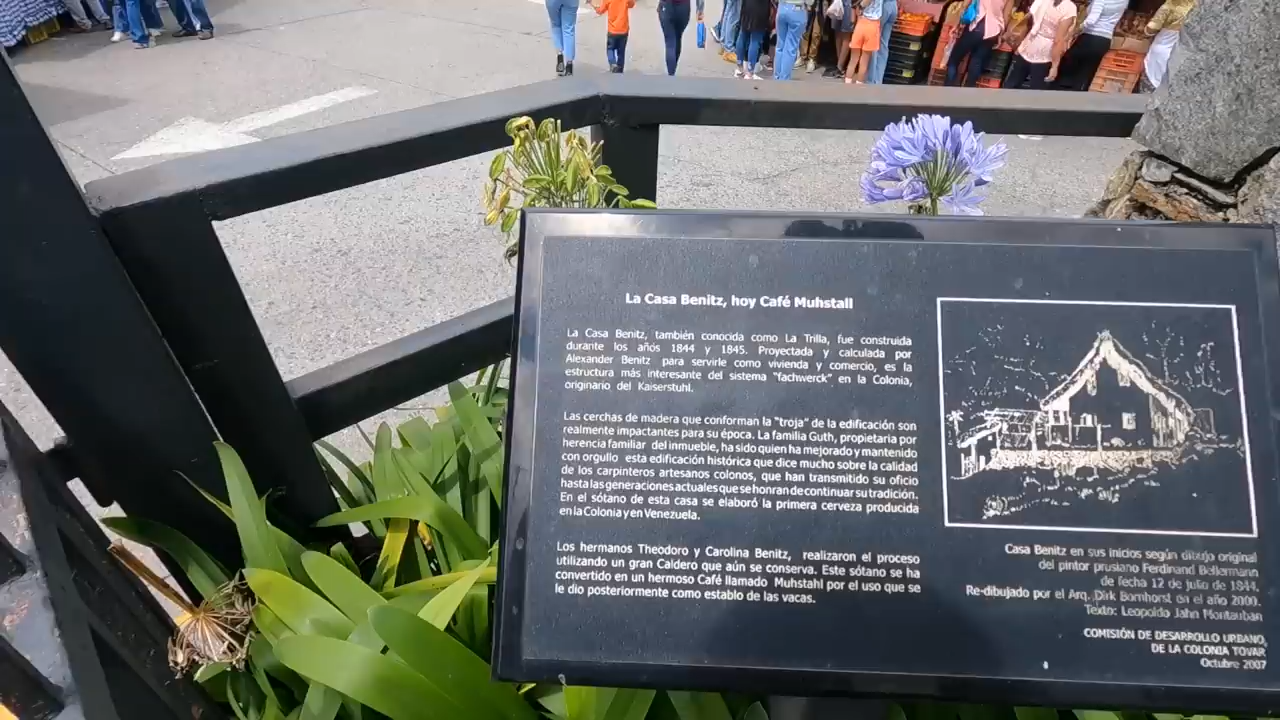 La Casa Benitz, hoy Café Muhstall
La Casa Benitz, también conocida como La Trilla, fue construida
durante los años 1844 y 1845. Proyectada y calculada por
Alexander Benitz para servirle como vivienda y comercio, es la
estructura más interesante del sistema "fachwerck" en la Colonia,
originario del Kaiserstuhl.
Las cerchas de madera que conforman la "troja" de la edificación son
realmente impactantes para su época. La familia Guth, propietaria por
herencia familiar del inmueble, ha sido quien ha mejorado y mantenido
con orgullo esta edificación histórica que dice mucho sobre la calidad
de los carpinteros artesanos colonos, que han transmitido su oficio
hasta las generaciones actuales que se honran de continuar su tradición.
En el sótano de esta casa se elaboró la primera cerveza producida
en la Colonia y en Venezuela.
Los hermanos Theodoro y Carolina Benitz, realizaron el proceso
utilizando un gran Caldero que aún se conserva. Este sótano se ha
convertido en un hermoso Café llamado Muhstall por el uso que se
le dio posteriormente como establo de las vacas.
Casa Benitz en sus inicios según dibujo original
del pintor prusiano Ferdinand Bellermann
de fecha 12 de julio de 1844.
Re-dibujado por el Arq. Dirk Bornhorst en el año 2000.
Texto: Leopoldo Jahn Montauban
COMISIÓN DE DESARROLLO URBANO,
DE LA COLONIA TOVAR
Octubre 2007